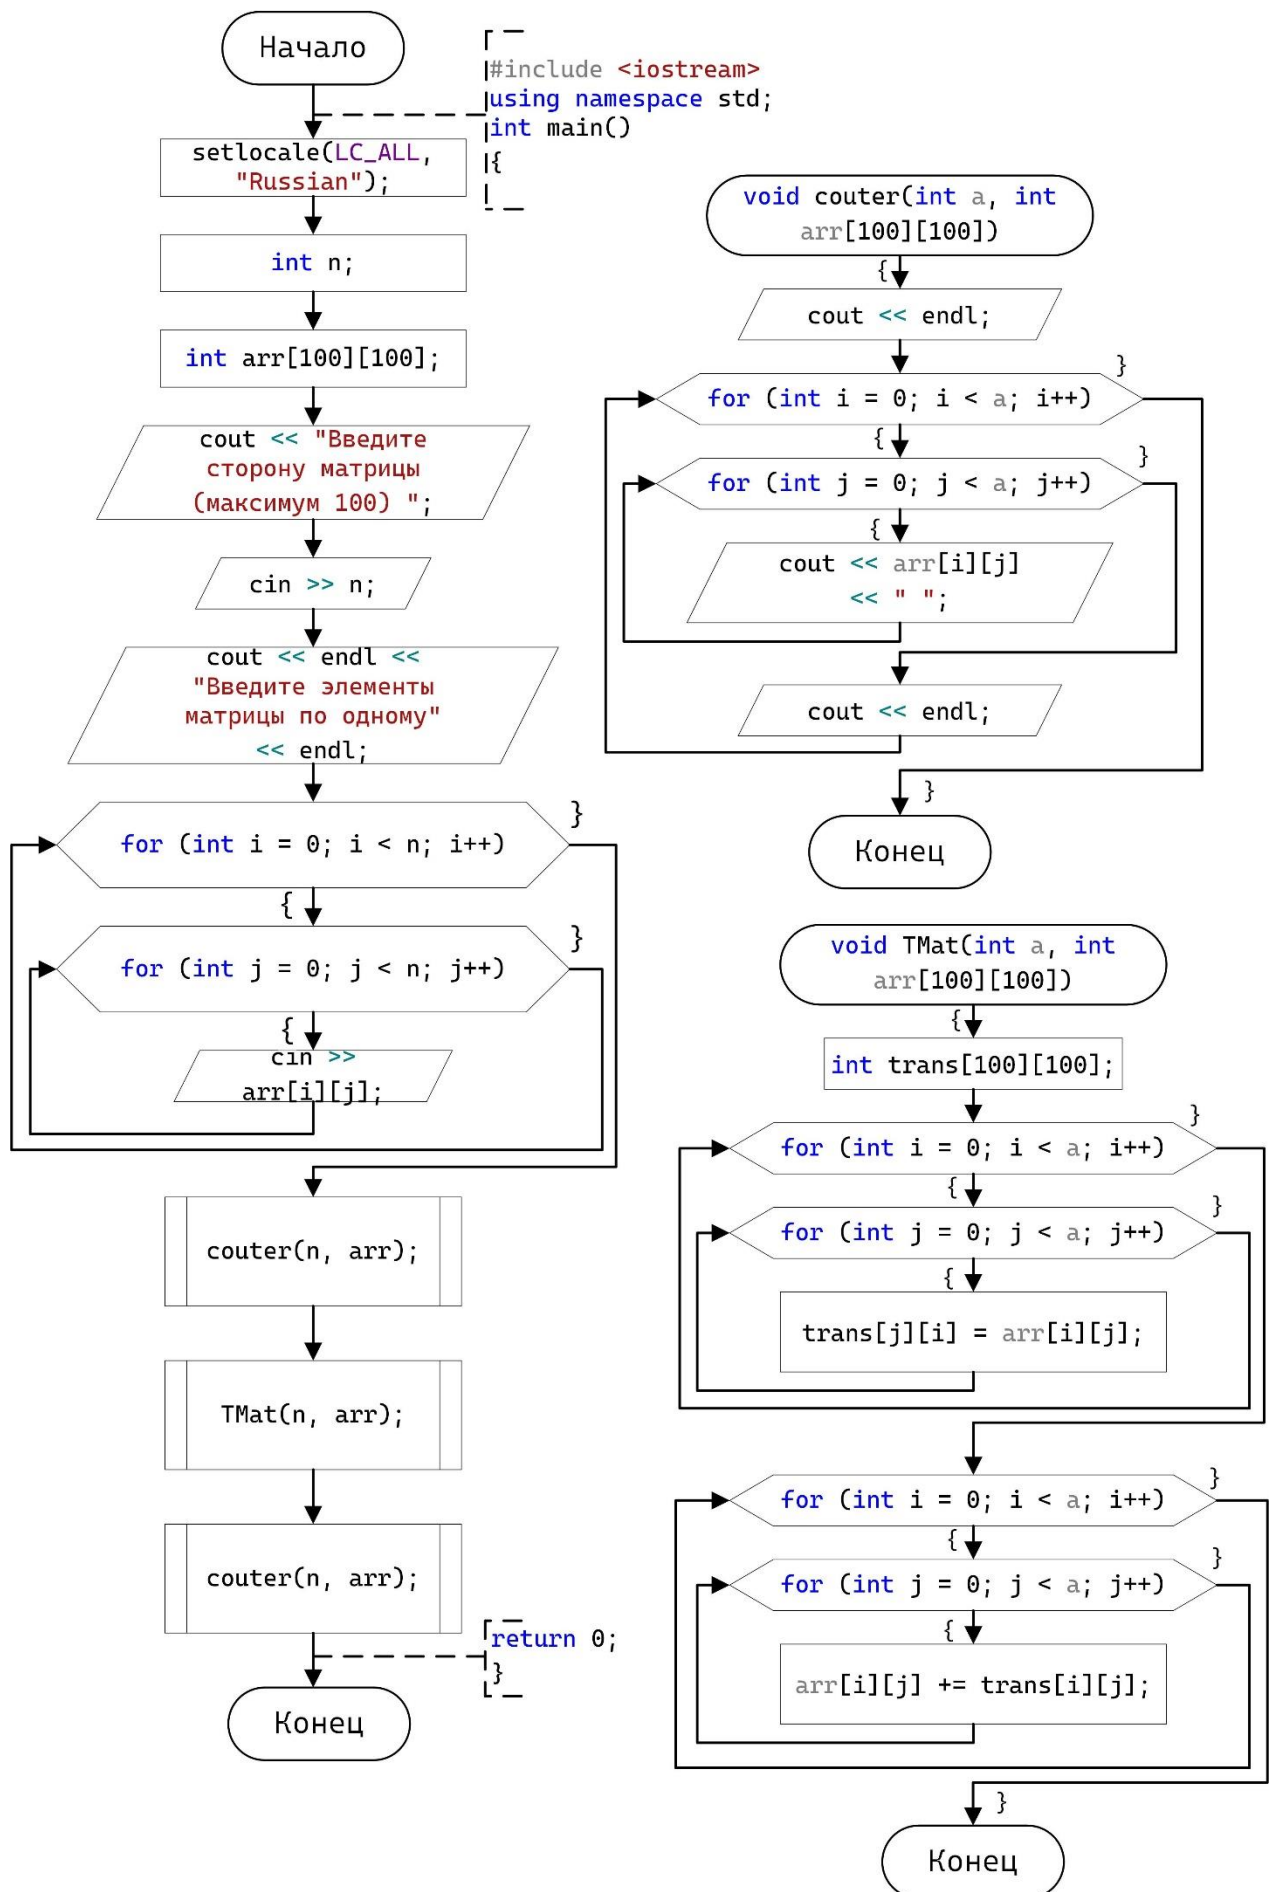 Начало
#include <iostream>
using namespace std;
int main()
{
setlocale(LC_ALL,
"Russian");
int n;
int arr[100][100];
cout << "Введите
сторону матрицы
(максимум 100) ";
cin >> n;
cout << endl <<
"Введите элементы
матрицы по одному"
<< endl;
}
for (int i = 0; i < n; i++)
{
}
for (int j = 0; j < n; j++)
{
cin >>
arr[i][j];
couter(n, arr);
TMat(n, arr);
couter(n, arr);
return 0;
}
Конец
void couter(int a, int
arr[100][100])
{
cout << endl;
}
for (int i = 0; i < a; i++)
{
}
for (int j = 0; j < a; j++)
{
cout << arr[i][j]
<< " ";
cout << endl;
}
Конец
void TMat(int a, int
arr[100][100])
{
int trans[100][100];
}
for (int i = 0; i < a; i++)
{
}
for (int j = 0; j < a; j++)
{
trans[j][i] = arr[i][j];
}
for (int i = 0; i < a; i++)
{
}
for (int j = 0; j < a; j++)
{
arr[i][j] += trans[i][j];
}
Конец